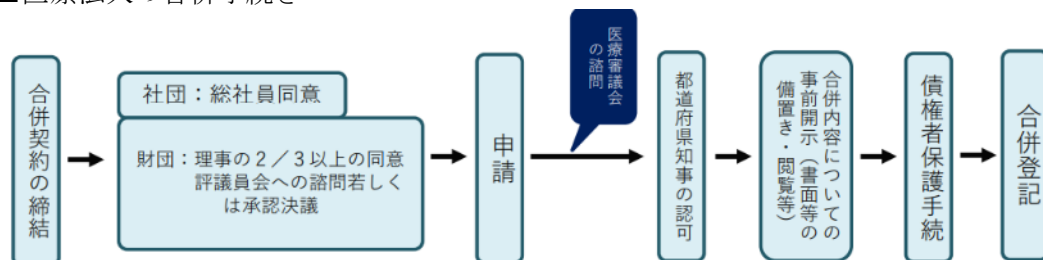 ■医療法人の合併手続き
合併契約の締結
社団：総社員同意
財団：理事の２／３以上の同意
評議員会への諮問若しく
は承認決議
申請
医療審議会
の諮問
都道府県知事の認可
合併内容についての
事前開示（書面等の
備置き・閲覧等）
債権者保護手続
合併登記